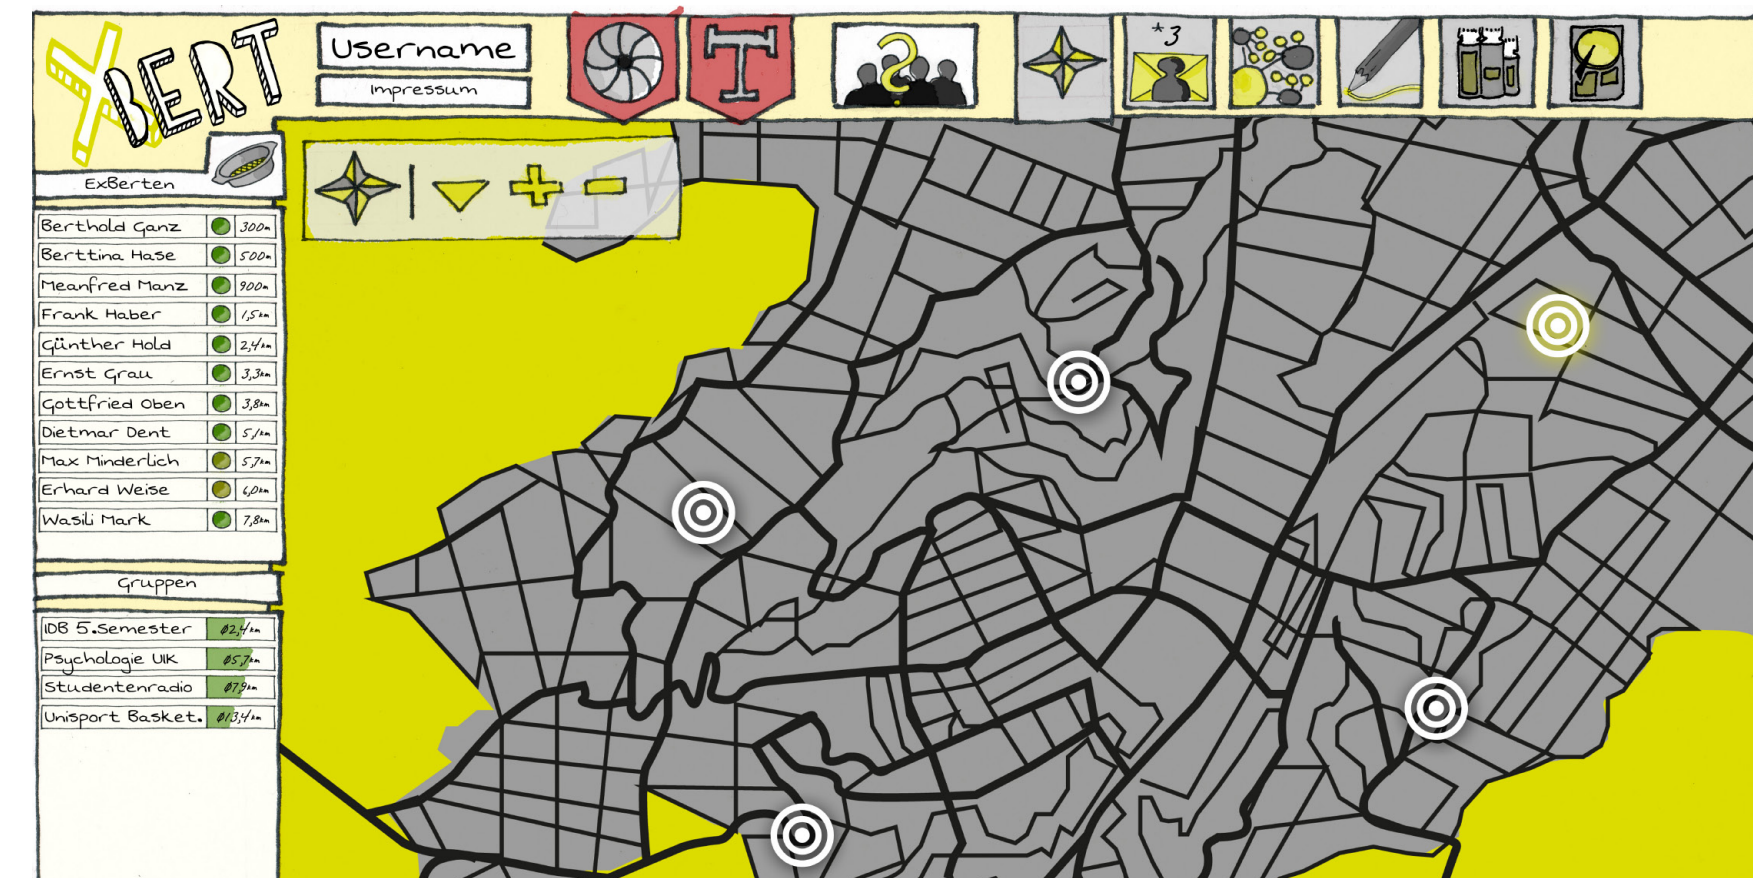 XBERT
Username
Impressum
*3
ExBerten
Berthold Ganz 300m
Berttina Hase 500m
Meanfred Manz 900m
Frank Haber 1,5km
Günther Hold 2,4km
Ernst Grau 3,3km
Gottfried Oben 3,8km
Dietmar Dent 5,1km
Max Minderlich 5,7km
Erhard Weise 6,0km
Wasili Mark 7,8km
Gruppen
IDB 5.Semester ø2,4km
Psychologie UIK ø5,7km
Studentenradio ø7,9km
Unisport Basket. ø13,4km